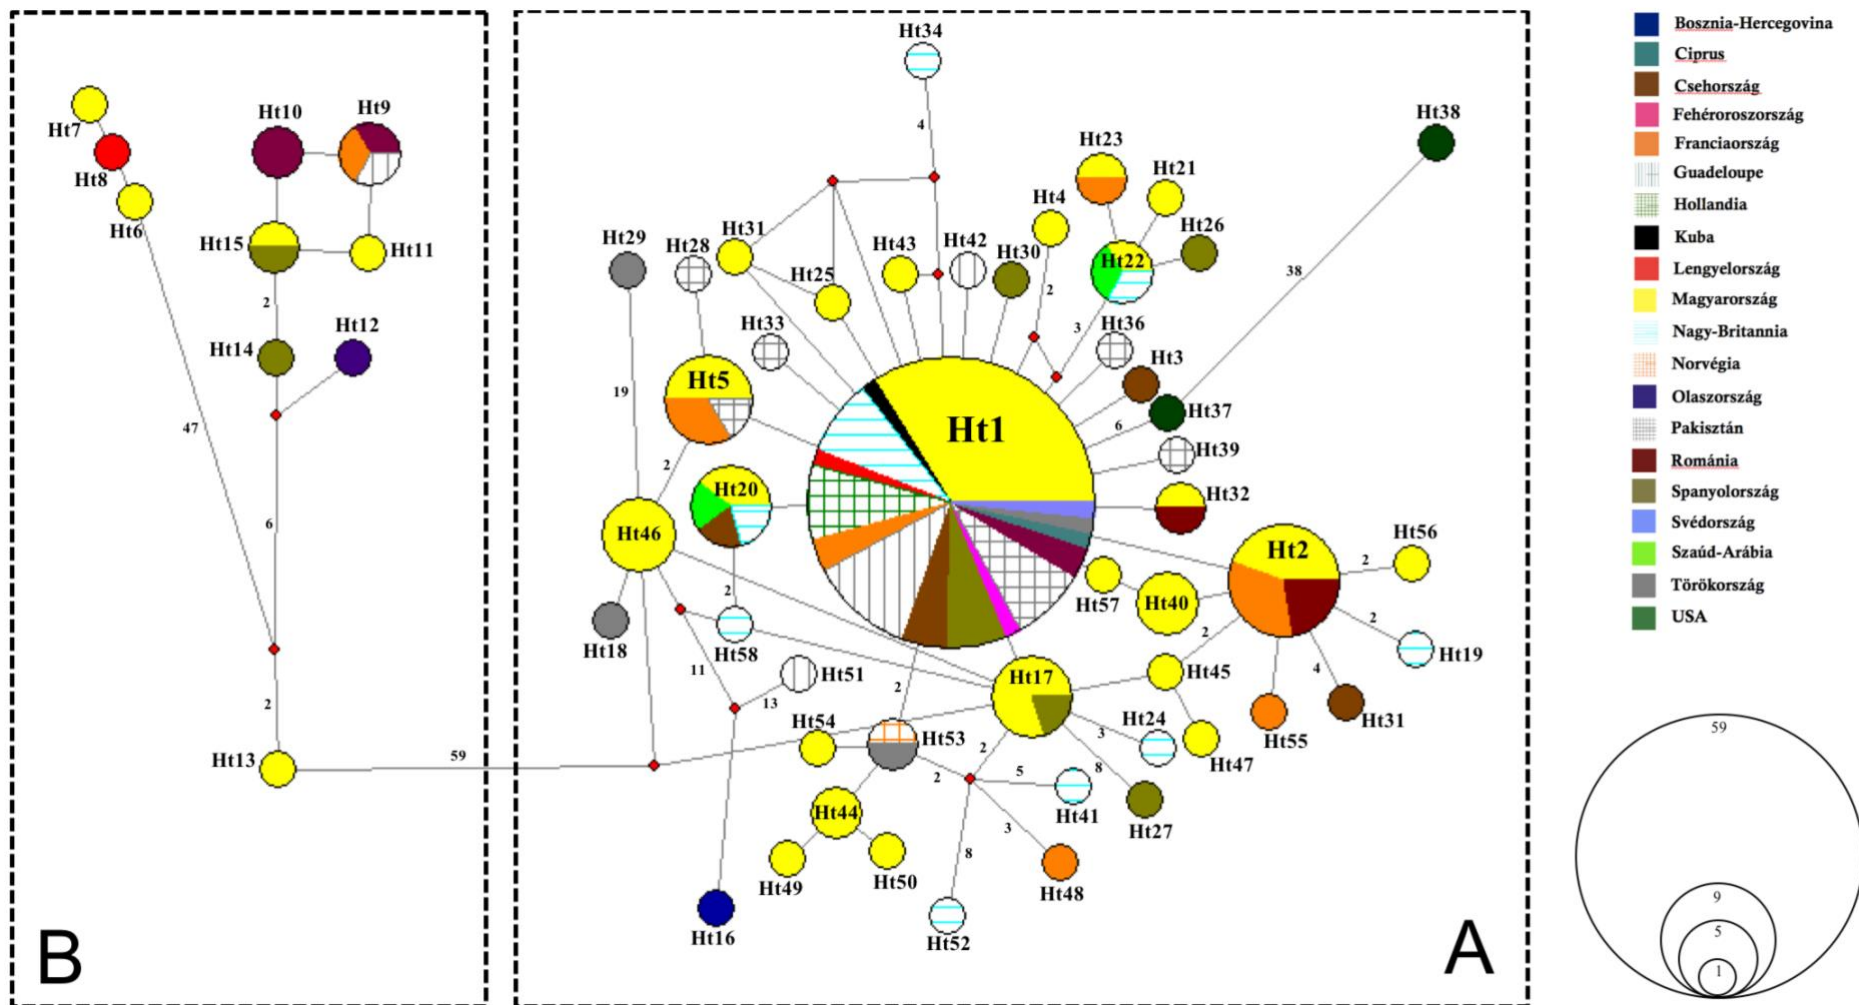 Ht7
Ht8
Ht6
Ht10
Ht9
Ht15
Ht11
2
Ht14
Ht12
47
6
2
Ht13
59
B
Ht34
4
Ht38
Ht23
Ht21
Ht4
Ht26
Ht22
Ht31
Ht43
Ht42
Ht30
Ht25
Ht29
Ht28
38
2
3
Ht33
Ht36
Ht3
Ht5
19
Ht37
6
Ht1
Ht39
2
Ht20
Ht32
Ht46
Ht2
Ht56
2
Ht57
Ht40
2
Ht18
Ht58
2
2
Ht19
11
Ht51
13
Ht17
Ht45
4
2
Ht54
Ht53
Ht24
3
Ht55
Ht31
Ht47
2
2
5
8
Ht41
Ht27
Ht44
3
8
Ht49
Ht50
Ht48
Ht16
Ht52
A
Bosznia-Hercegovina
Ciprus
Csehország
Fehéroroszország
Franciaország
Guadeloupe
Hollandia
Kuba
Lengyelország
Magyarország
Nagy-Britannia
Norvégia
Olaszország
Pakisztán
Románia
Spanyolország
Svédország
Szaúd-Arábia
Törökország
USA
59
9
5
1